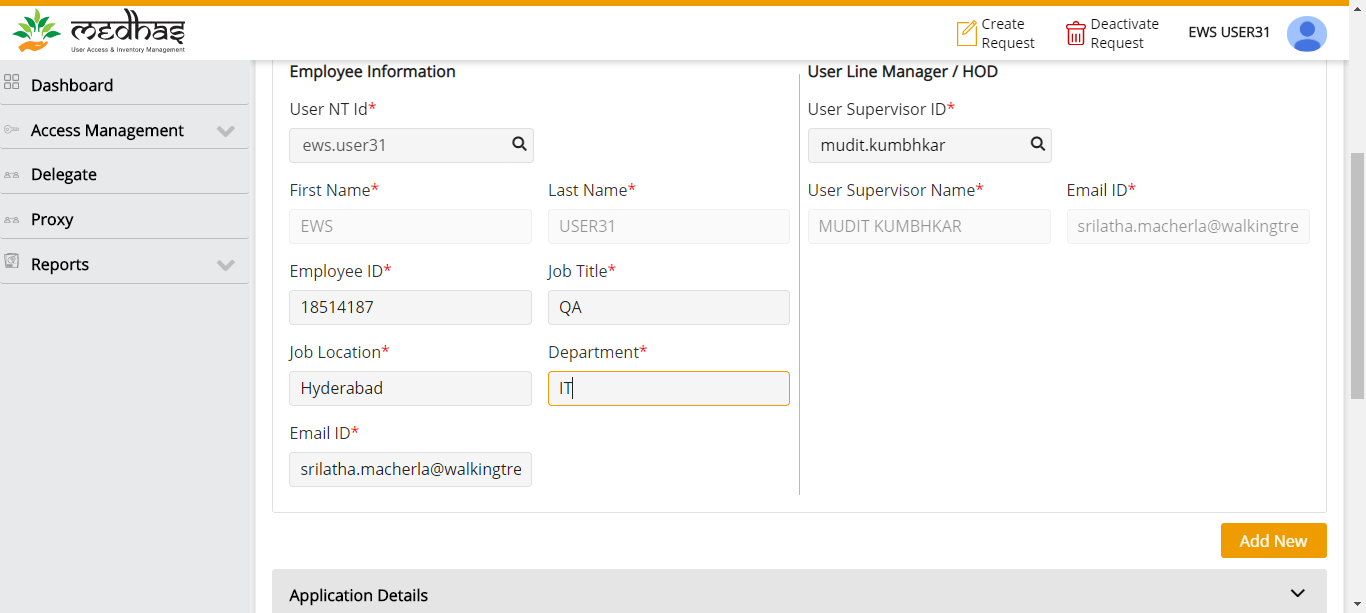 medhas
User Access & Inventory Management
Create
Request
Deactivate
Request
EWS USER31
Dashboard
Access Management
Delegate
Proxy
Reports
Employee Information
User NT Id*
ews.user31
First Name* Last Name*
EWS USER31
Employee ID* Job Title*
18514187 QA
Job Location* Department*
Hyderabad IT
Email ID*
srilatha.macherla@walkingtre
User Line Manager / HOD
User Supervisor ID*
mudit.kumbhkar
User Supervisor Name* Email ID*
MUDIT KUMBHKAR srilatha.macherla@walkingtre
Add New
Application Details